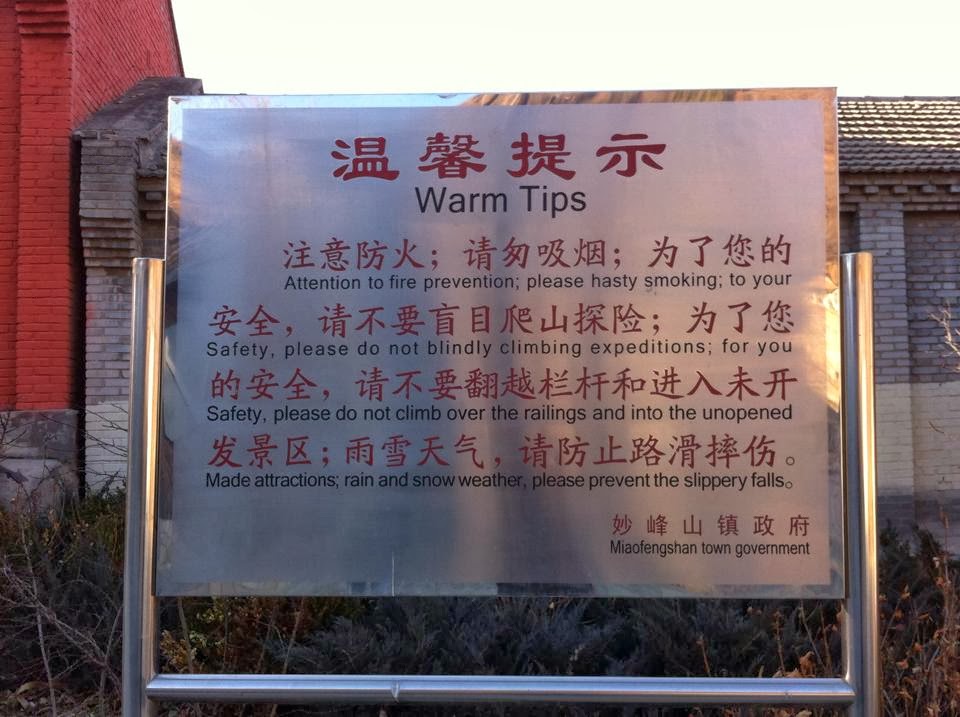 温馨提示
Warm Tips
注意防火；请匆吸烟；为了您的
Attention to fire prevention; please hasty smoking; to your
安全，请不要盲目爬山探险；为了您
Safety, please do not blindly climbing expeditions; for you
的安全，请不要翻越栏杆和进入未开
Safety, please do not climb over the railings and into the unopened
发景区；雨雪天气，请防止路滑摔伤。
Made attractions; rain and snow weather, please prevent the slippery falls。
妙峰山镇政府
Miaofengshan town government